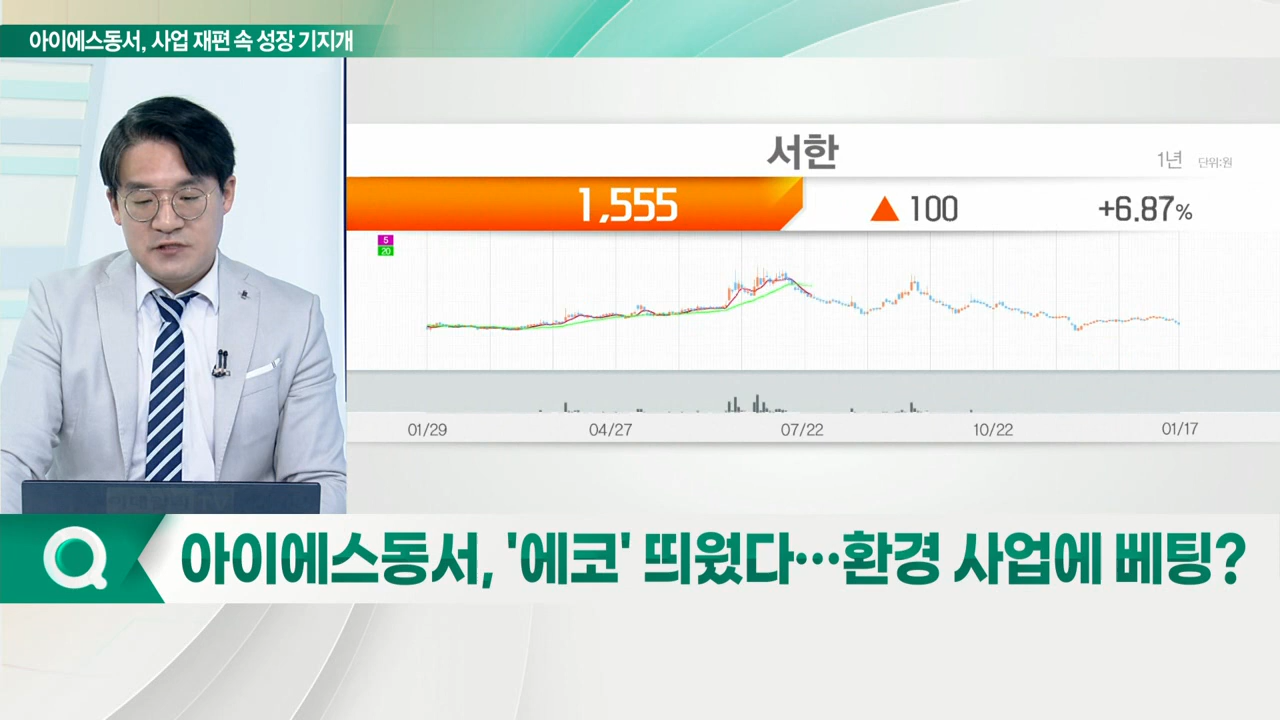 아이에스동서, 사업 재편 속 성장 기지개
서한
1년 단위:원
1,555 ▲ 100 +6.87%
5
20
01/29 04/27 07/22 10/22 01/17
아이에스동서, '에코' 띄웠다…환경 사업에 베팅?